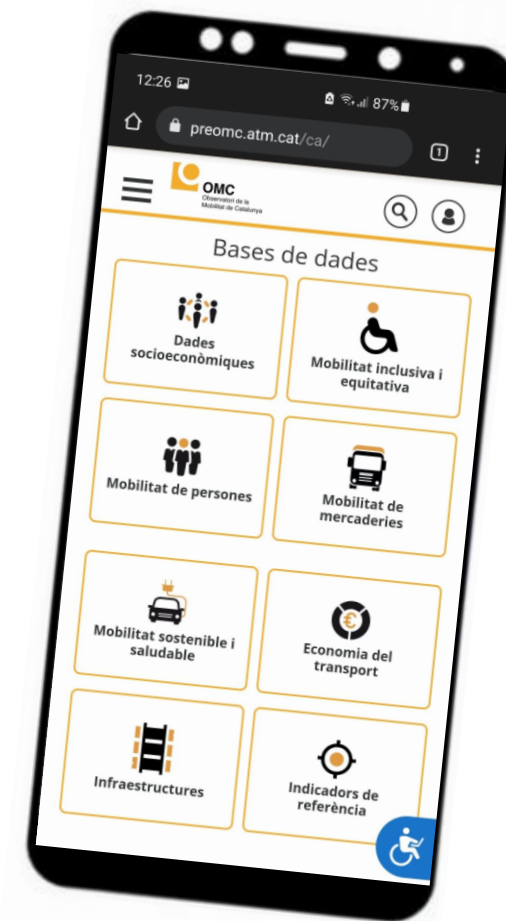 12:26
87%
preomc.atm.cat/ca/
1
OMC
Observatori de la
Mobilitat de Catalunya
Bases de dades
Dades
socioeconòmiques
Mobilitat inclusiva i
equitativa
Mobilitat de persones
Mobilitat de
mercaderies
Mobilitat sostenible i
saludable
Economia del
transport
€
Infraestructures
Indicadors de
referència